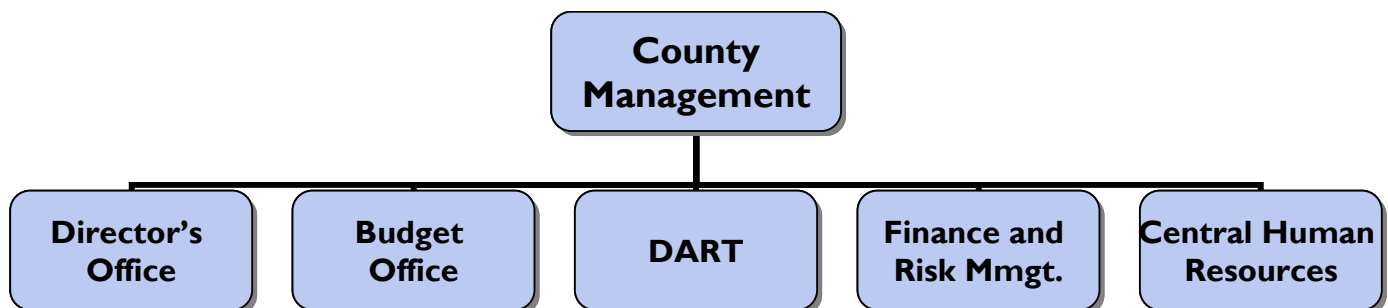 County
Management
Director’s
Office
Budget
Office
DART
Finance and
Risk Mmgt.
Central Human
Resources